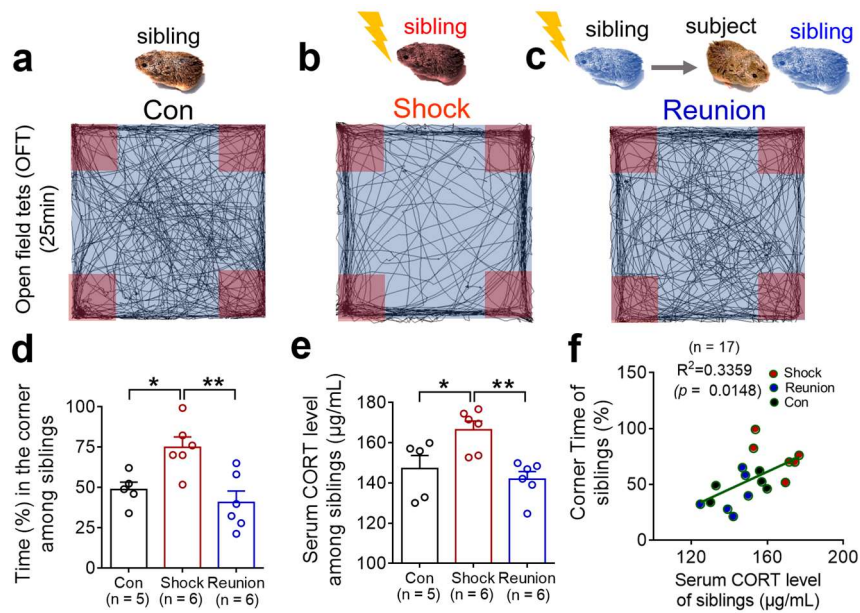 a
sibling
Con
b
sibling
Shock
c
sibling
subject
sibling
Reunion
Open field tets (OFT)
(25min)
d
Time (%) in the corner
among siblings
100
75
50
25
0
*
**
Con
(n = 5)
Shock
(n = 6)
Reunion
(n = 6)
e
Serum CORT level
among siblings (µg/mL)
180
160
140
120
100
*
**
Con
(n = 5)
Shock
(n = 6)
Reunion
(n = 6)
f
(n = 17)
R²=0.3359
(p = 0.0148)
Shock
Reunion
Con
Corner Time of
siblings (%)
150
100
50
0
120
160
200
Serum CORT level
of siblings (µg/mL)